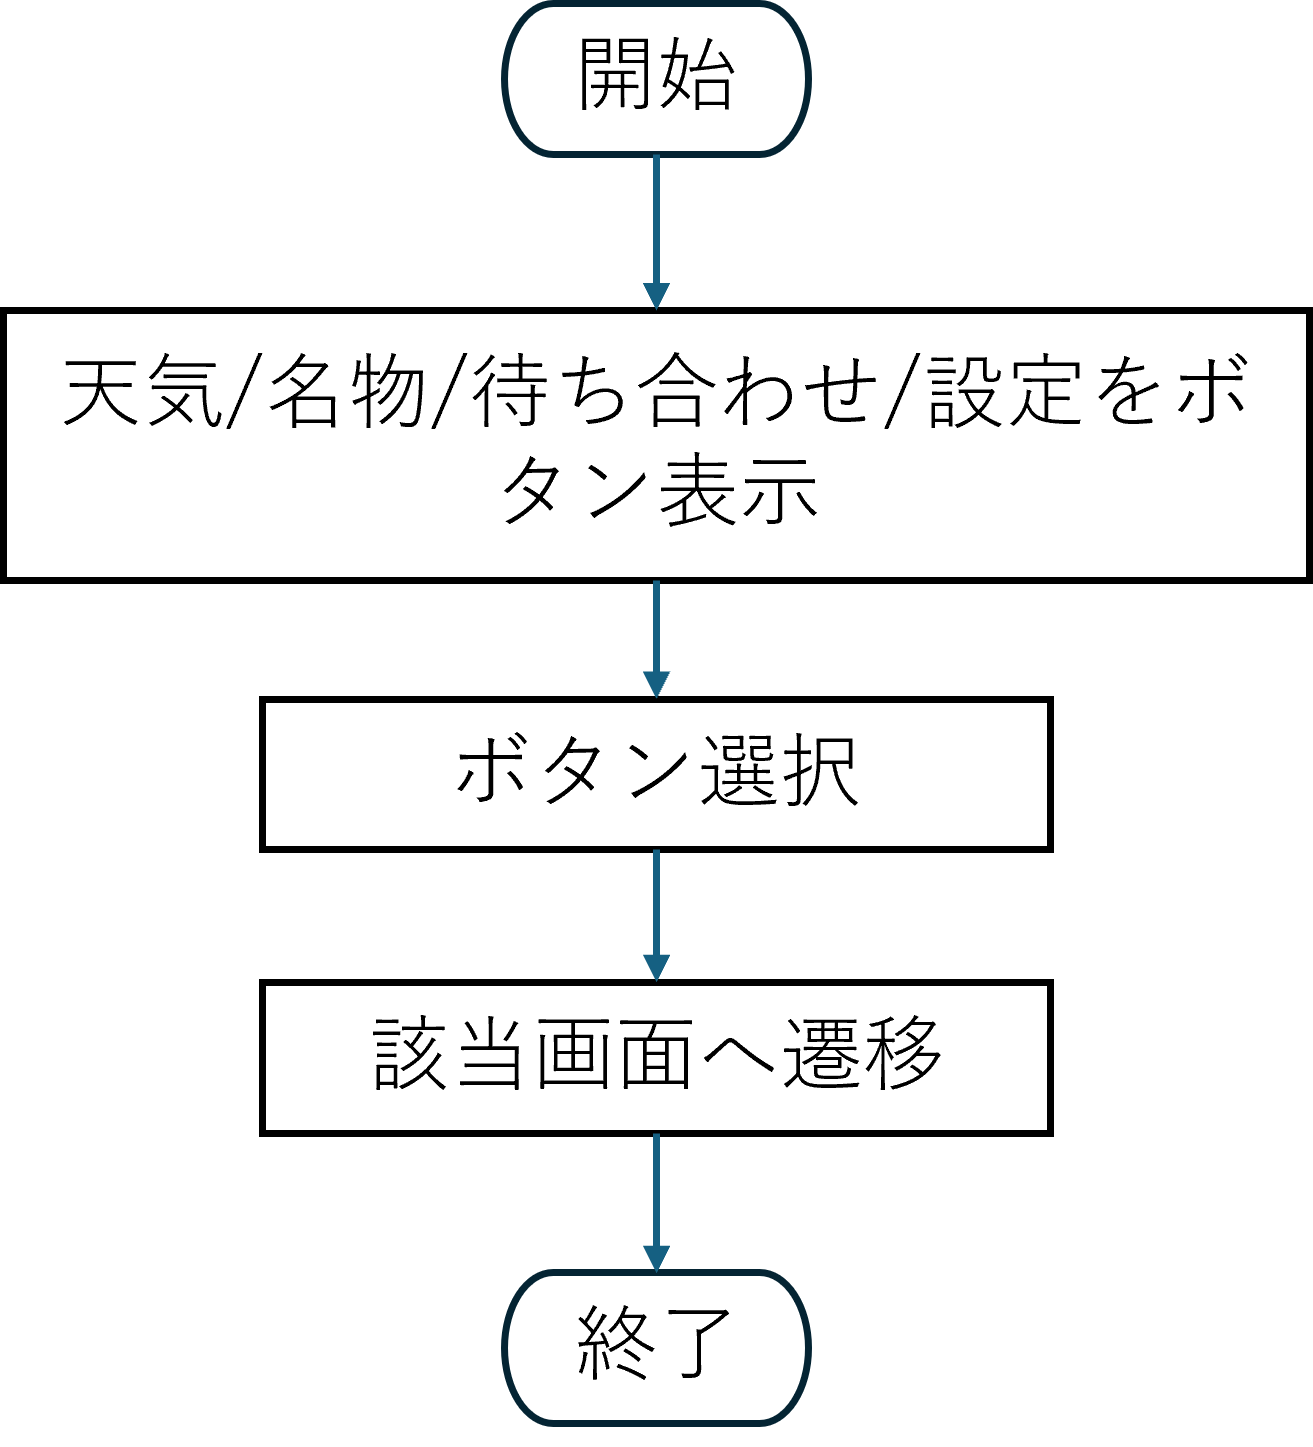 開始
天気/名物/待ち合わせ/設定をボ
タン表示
ボタン選択
該当画面へ遷移
終了